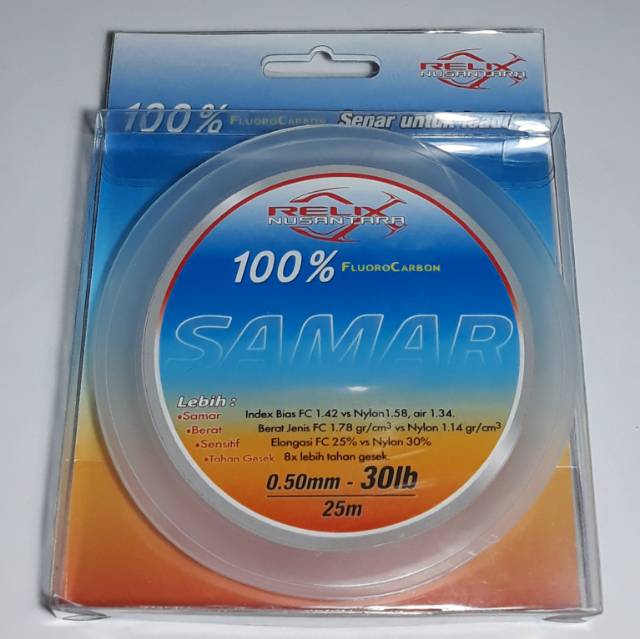 RELIX
NUSANTARA
100% FLUOROCARBON Senar untuk
RELIX
NUSANTARA
100% FLUOROCARBON
SAMAR
Lebih :
•Samar Index Bias FC 1.42 vs Nylon1.58, air 1.34.
•Berat Berat Jenis FC 1.78 gr/cm³ vs Nylon 1.14 gr/cm³
•Sensitif Elongasi FC 25% vs Nylon 30%
•Tahan Gesek 8x lebih tahan gesek.
0.50mm - 30lb
25m